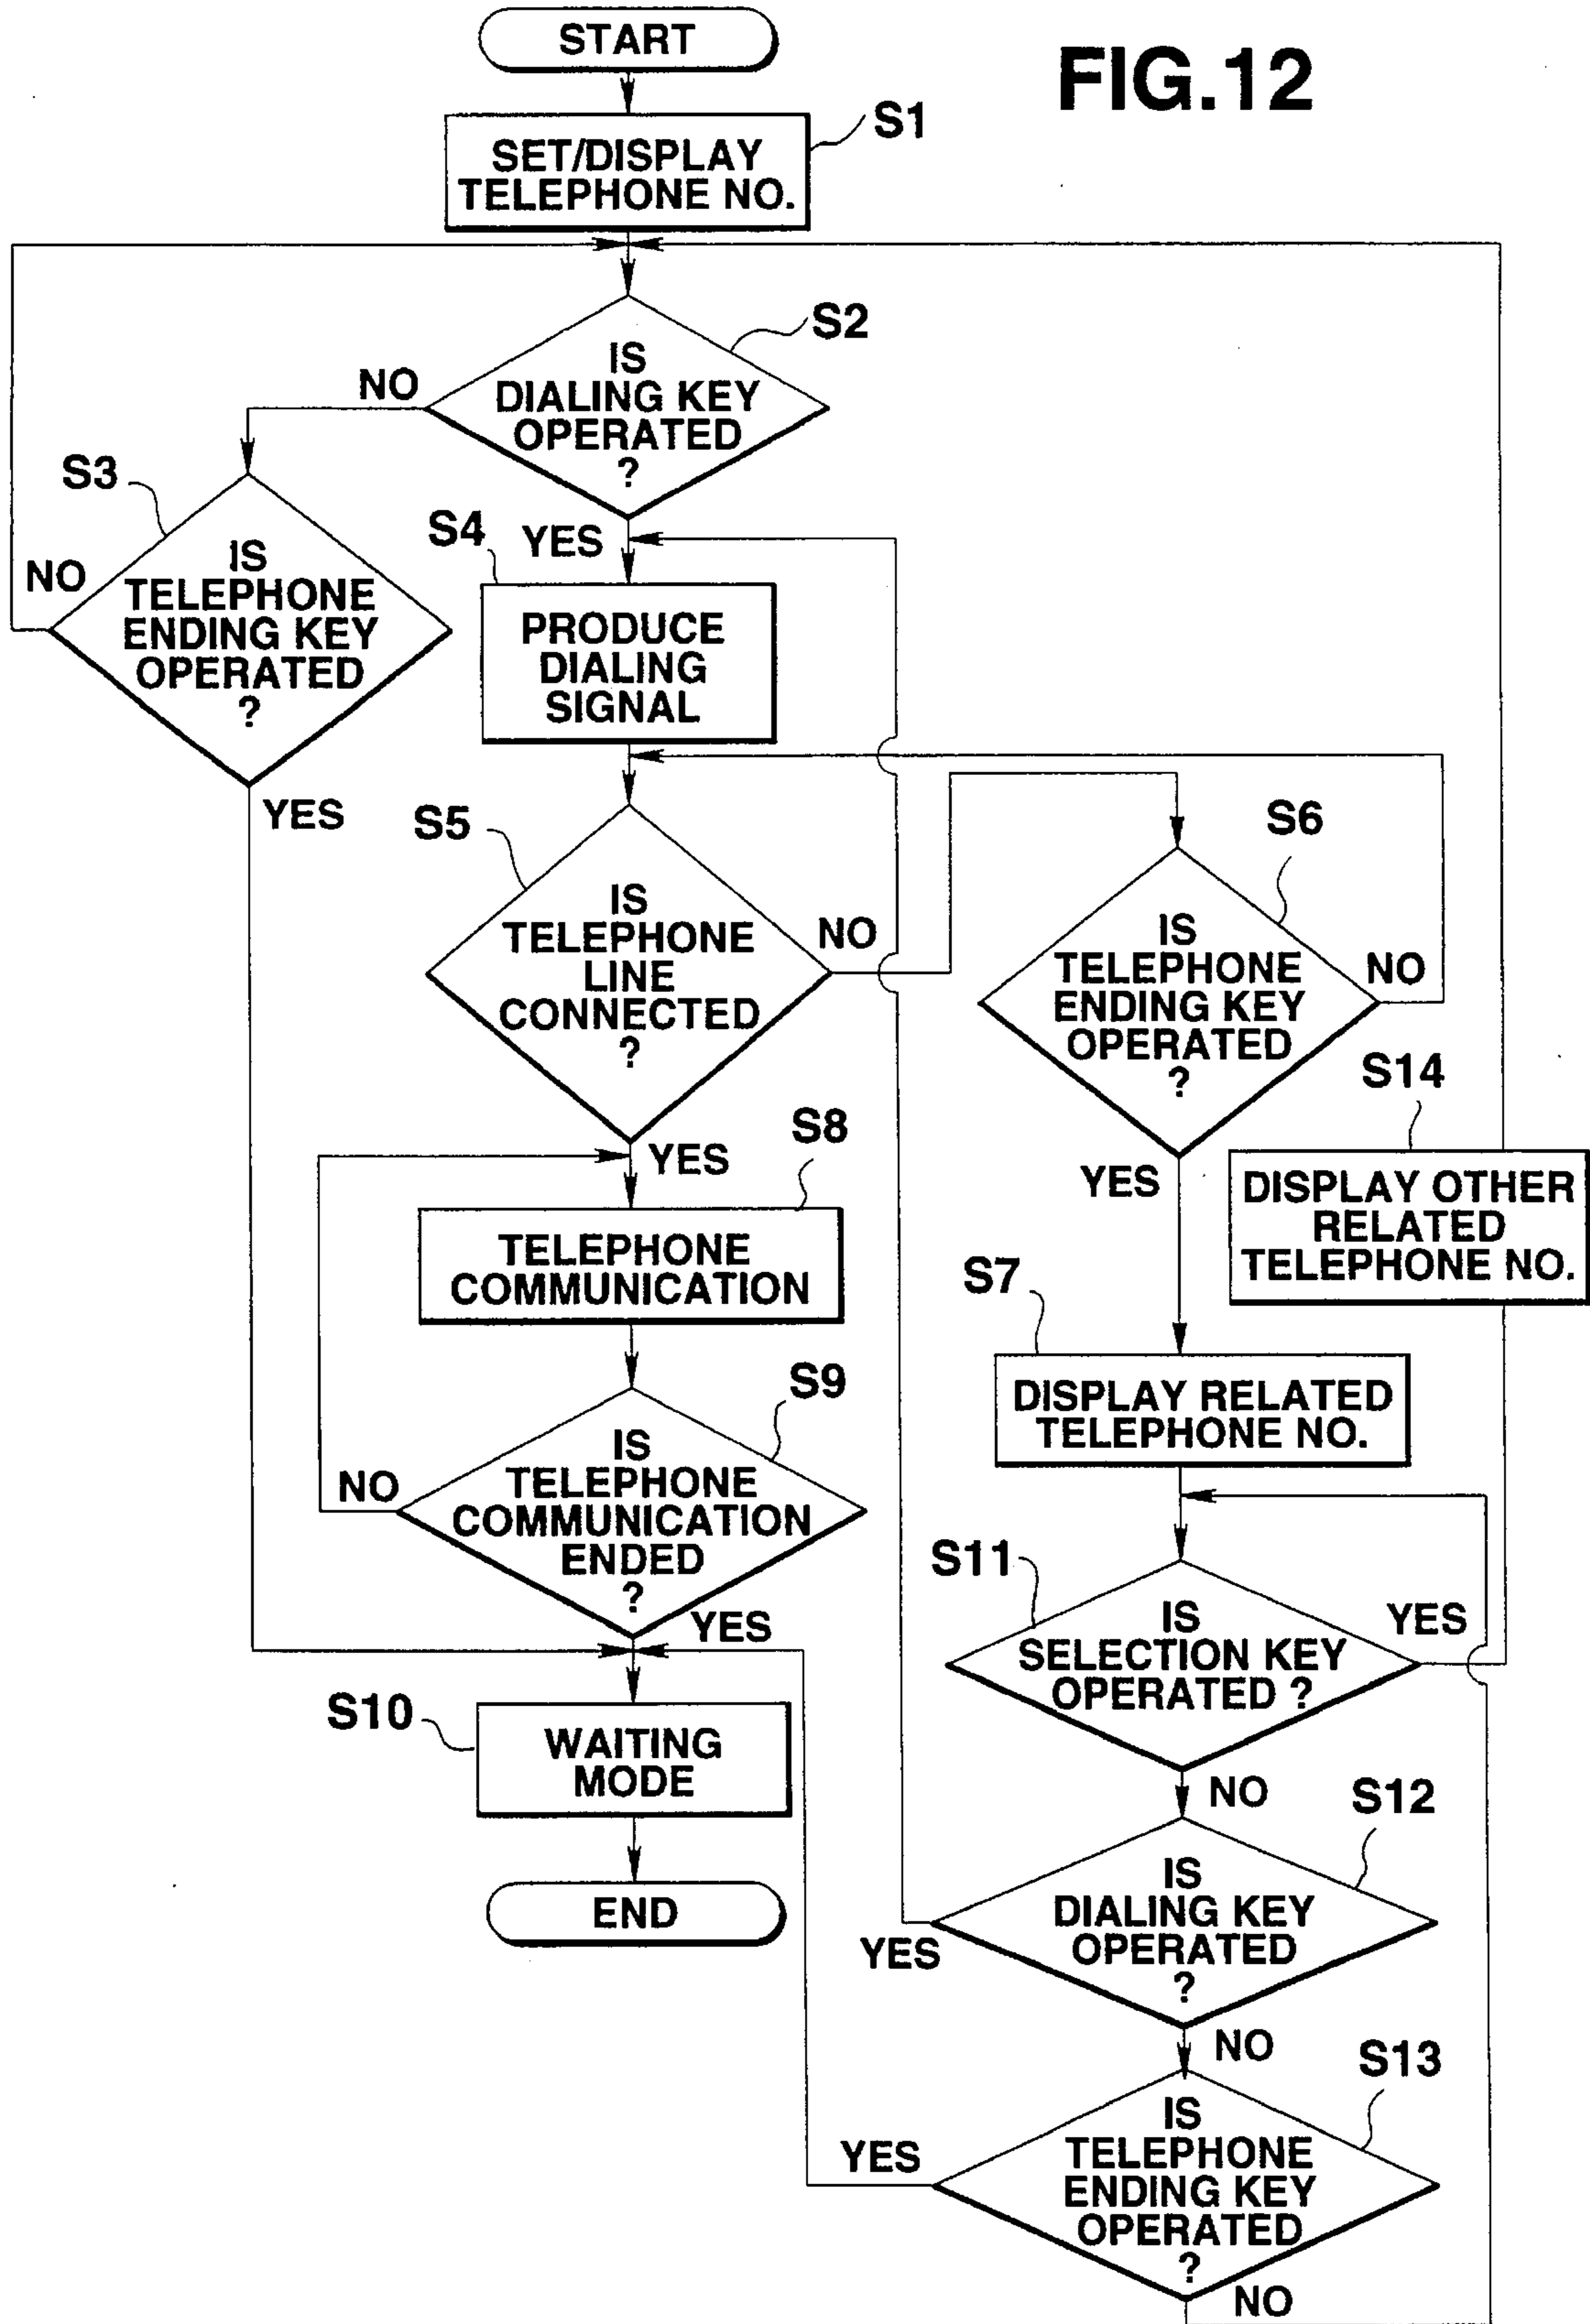 START
FIG.12
S1
SET/DISPLAY
TELEPHONE NO.
S2
IS
DIALING KEY
OPERATED
?
NO
S3
IS
TELEPHONE
ENDING KEY
OPERATED
?
NO
YES
S4
YES
PRODUCE
DIALING
SIGNAL
S5
IS
TELEPHONE
LINE
CONNECTED
?
NO
YES
S6
IS
TELEPHONE
ENDING KEY
OPERATED
?
NO
YES
S14
DISPLAY OTHER
RELATED
TELEPHONE NO.
S8
TELEPHONE
COMMUNICATION
S7
DISPLAY RELATED
TELEPHONE NO.
S9
IS
TELEPHONE
COMMUNICATION
ENDED
?
NO
YES
S11
IS
SELECTION KEY
OPERATED ?
YES
NO
S10
WAITING
MODE
END
S12
IS
DIALING KEY
OPERATED
?
YES
NO
S13
IS
TELEPHONE
ENDING KEY
OPERATED
?
YES
NO